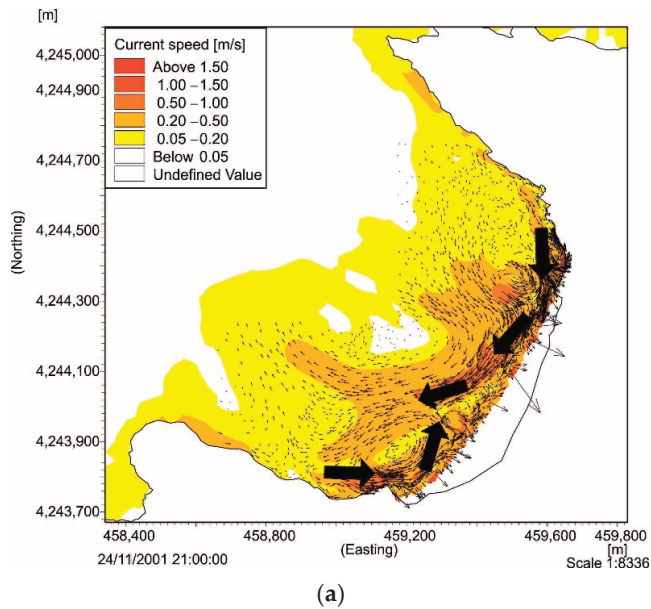 [m]
Current speed [m/s]
Above 1.50
1.00 –1.50
0.50 –1.00
0.20 –0.50
0.05 –0.20
Below 0.05
Undefined Value
4,245,000
4,244,900
4,244,700
4,244,500
4,244,300
4,244,100
4,243,900
4,243,700
(Northing)
458,400
458,800
459,200
459,600
459,800
(Easting)
[m]
24/11/2001 21:00:00
Scale 1:8336
(a)